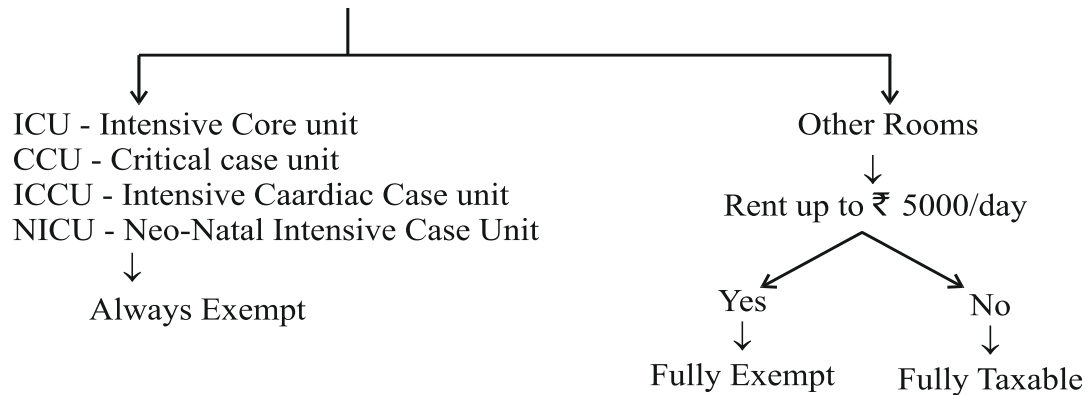 ICU - Intensive Core unit
CCU - Critical case unit
ICCU - Intensive Caardiac Case unit
NICU - Neo-Natal Intensive Case Unit
Always Exempt
Other Rooms
Rent up to ₹ 5000/day
Yes
No
Fully Exempt
Fully Taxable